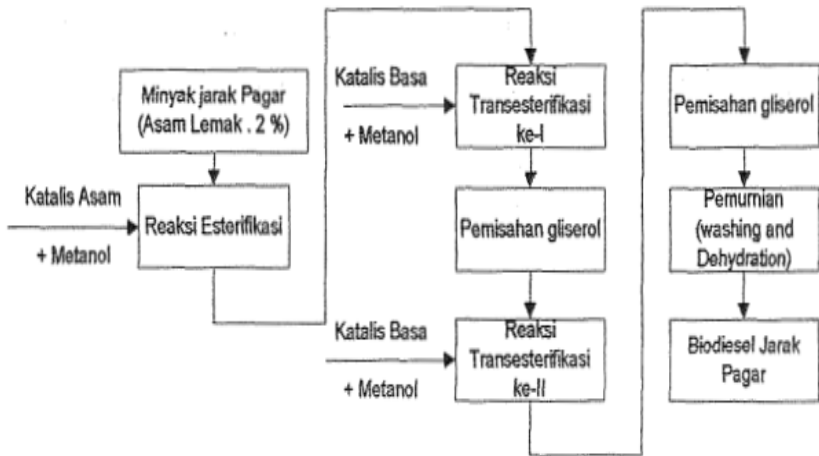 Minyak jarak Pagar
(Asam Lemak . 2 %)
Katalis Asam
+ Metanol
Reaksi Esterifikasi
Katalis Basa
+ Metanol
Reaksi
Transesterifikasi
ke-I
Pemisahan gliserol
Katalis Basa
+ Metanol
Reaksi
Transesterifikasi
ke-II
Pemisahan gliserol
Pemurnian
(washing and
Dehydration)
Biodiesel Jarak
Pagar